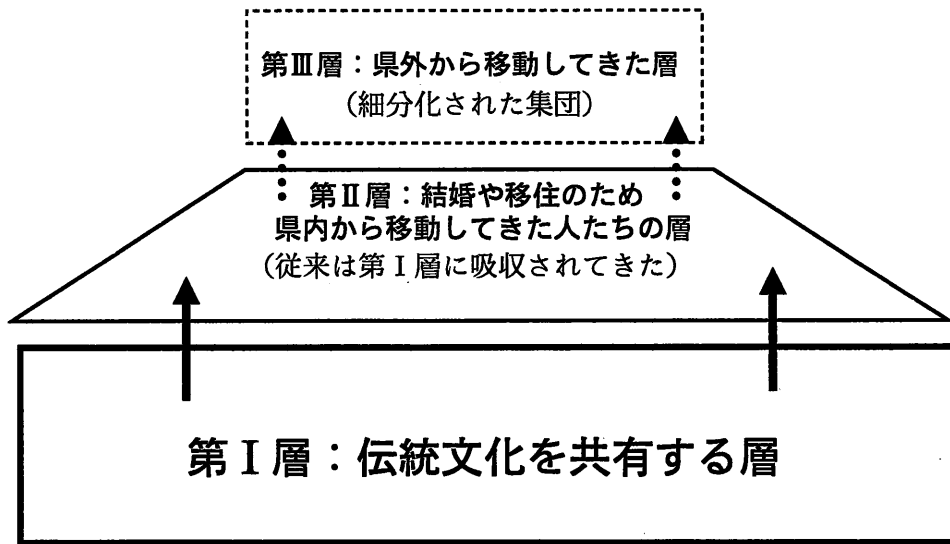 第Ⅲ層：県外から移動してきた層
（細分化された集団）
第Ⅱ層：結婚や移住のため
県内から移動してきた人たちの層
（従来は第Ⅰ層に吸収されてきた）
第Ⅰ層：伝統文化を共有する層